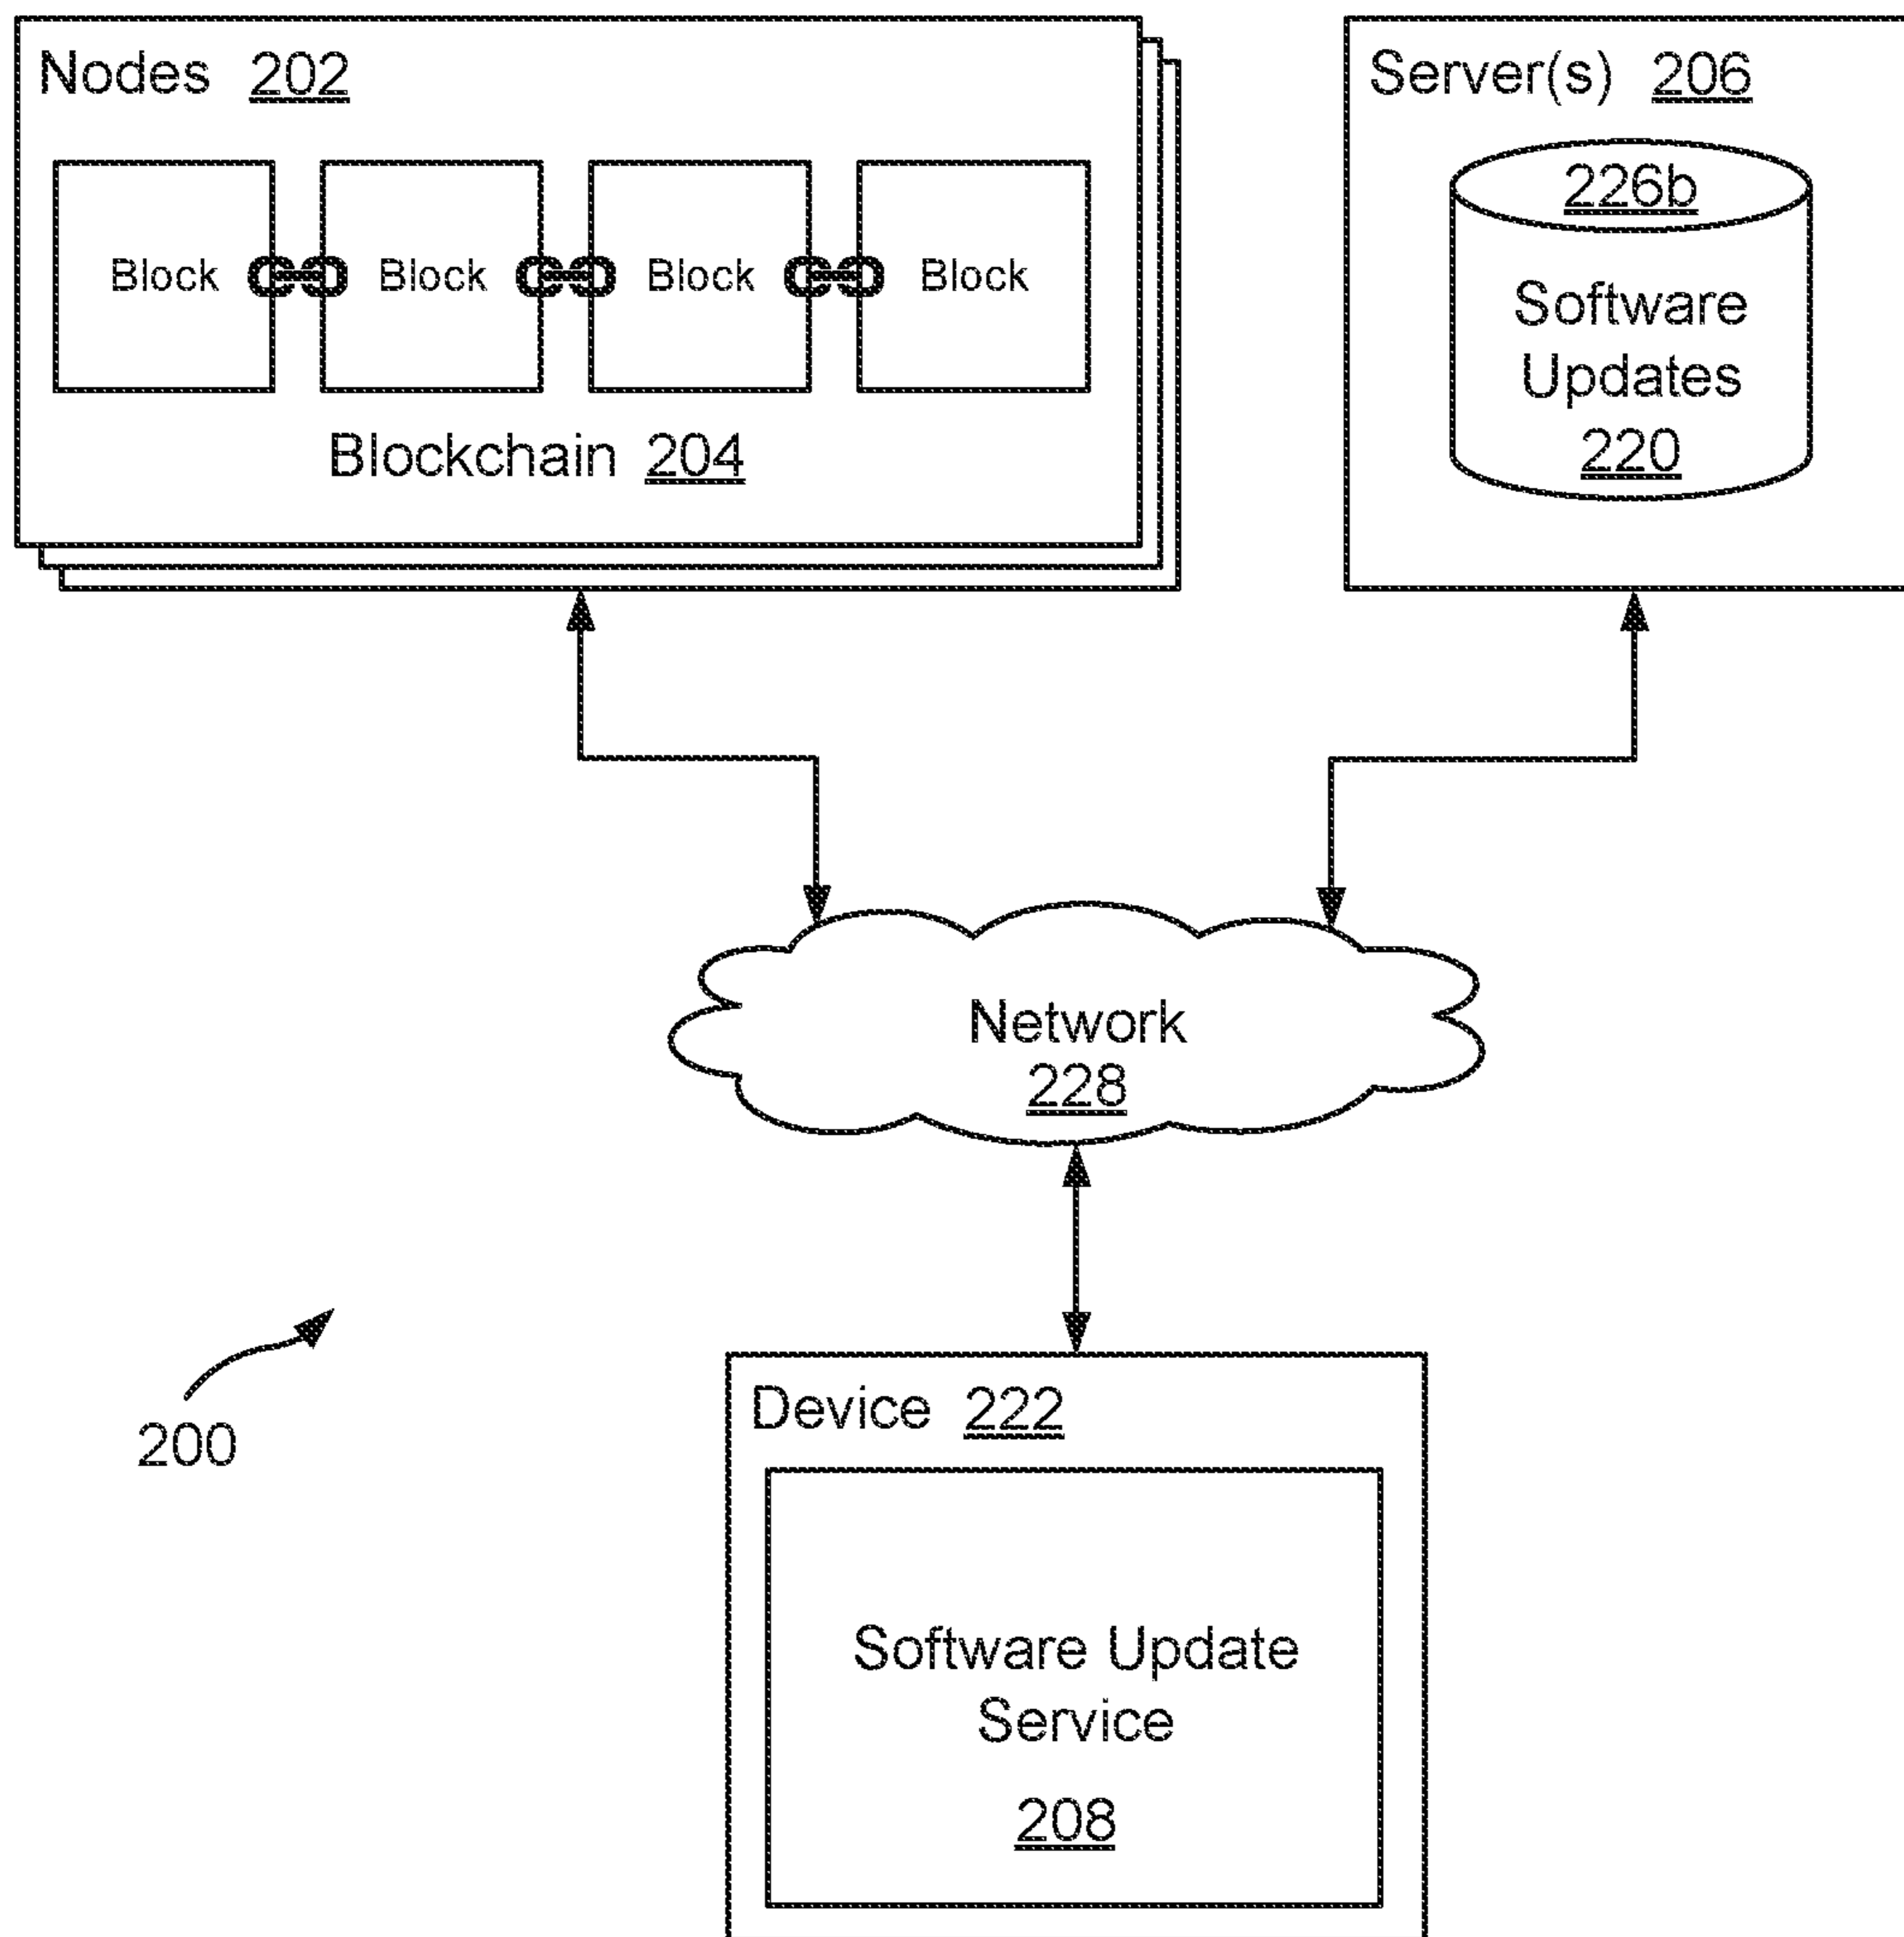 Nodes 202
Block Block Block Block
Blockchain 204
Server(s) 206
226b
Software
Updates
220
Network
228
200
Device 222
Software Update
Service
208